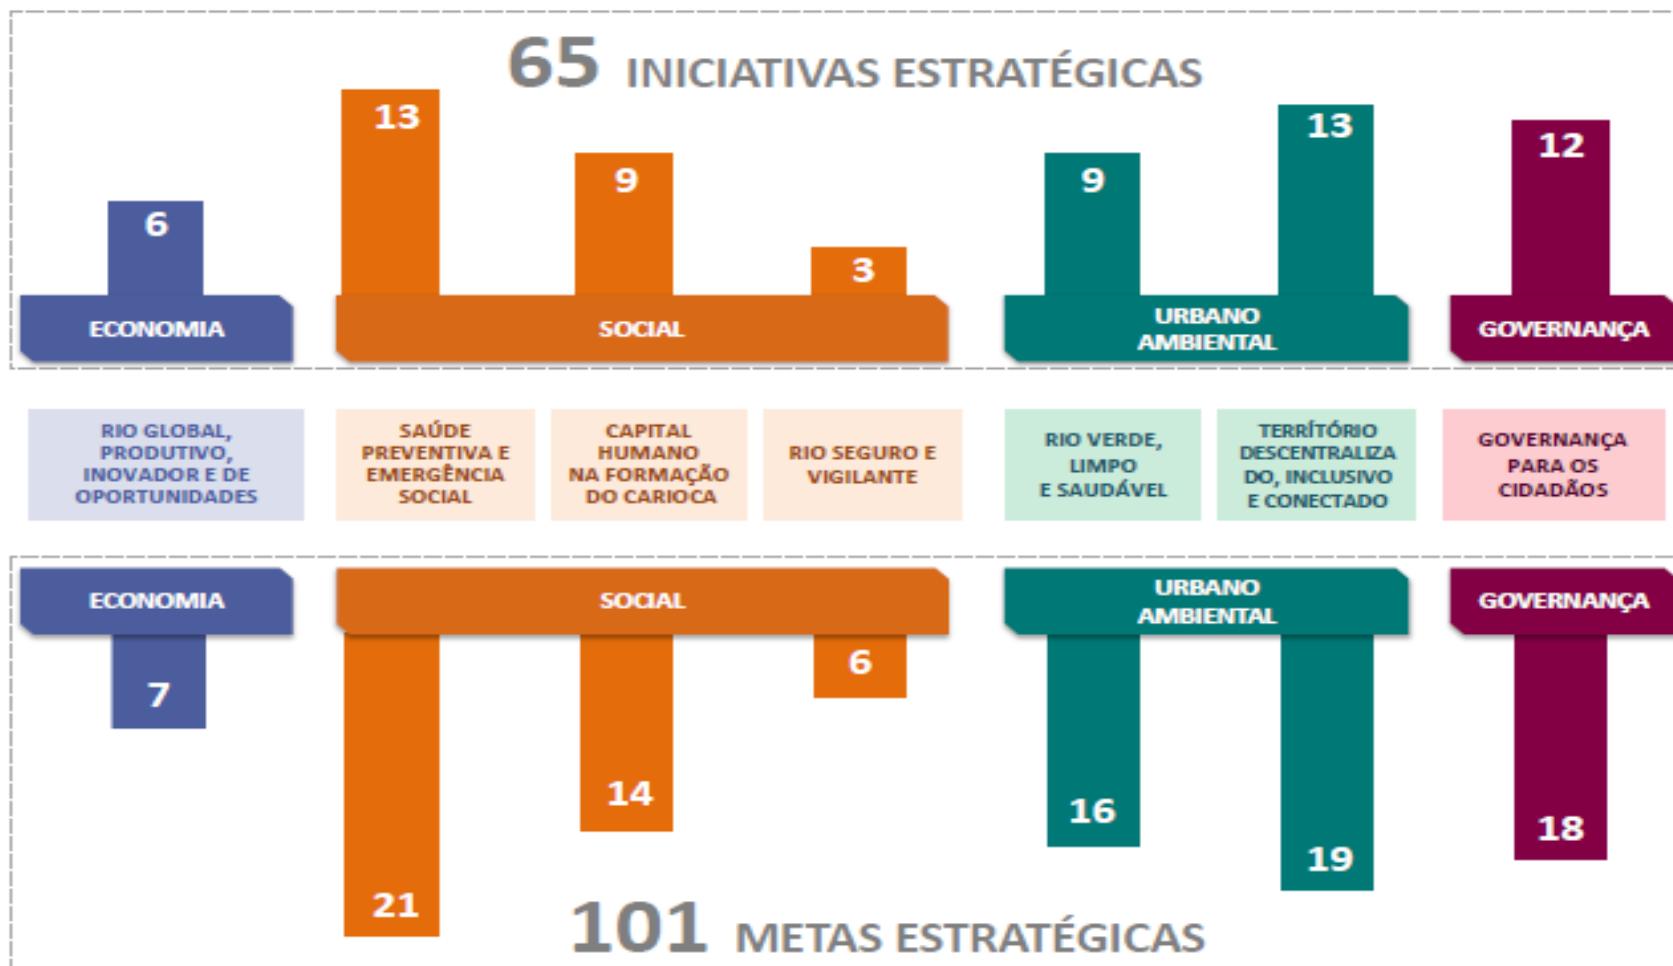 65 INICIATIVAS ESTRATÉGICAS
6
13
9
3
9
13
12
ECONOMIA
SOCIAL
URBANO
AMBIENTAL
GOVERNANÇA
RIO GLOBAL,
PRODUTIVO,
INOVADOR E DE
OPORTUNIDADES
SAÚDE
PREVENTIVA E
EMERGÊNCIA
SOCIAL
CAPITAL
HUMANO
NA FORMAÇÃO
DO CARIOCA
RIO SEGURO E
VIGILANTE
RIO VERDE,
LIMPO
E SAUDÁVEL
TERRÍTÓRIO
DESCENTRALIZA
DO, INCLUSIVO
E CONECTADO
GOVERNANÇA
PARA OS
CIDADÃOS
ECONOMIA
SOCIAL
URBANO
AMBIENTAL
GOVERNANÇA
7
21
14
6
16
19
18
101 METAS ESTRATÉGICAS